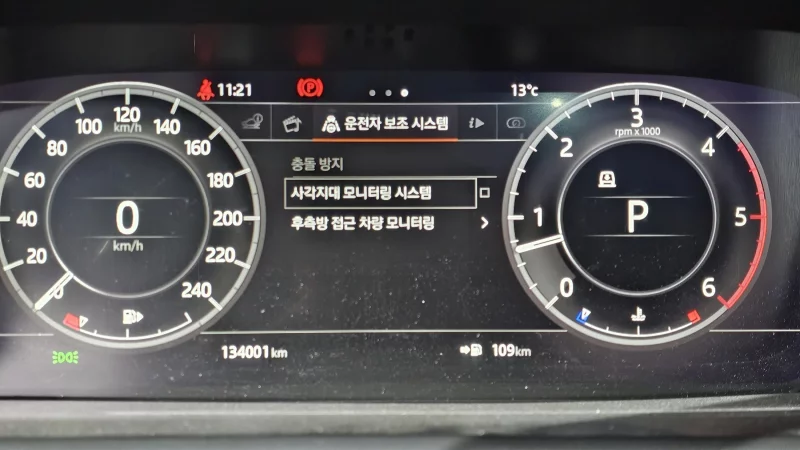 11:21
13°c
운전자 보조 시스템
i
충돌 방지
사각지대 모니터링 시스템
후측방 접근 차량 모니터링
20
40
60
80
100
120
km/h
140
160
180
200
220
240
0
km/h
0
1
2
3
rpm x 1000
4
5
6
P
134001 km
109km